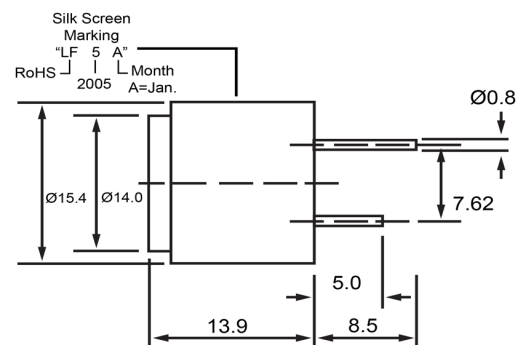 Silk Screen
Marking
“LF 5 A”
RoHS
Month
2005
A=Jan.
Ø0.8
Ø15.4
Ø14.0
7.62
5.0
13.9
8.5